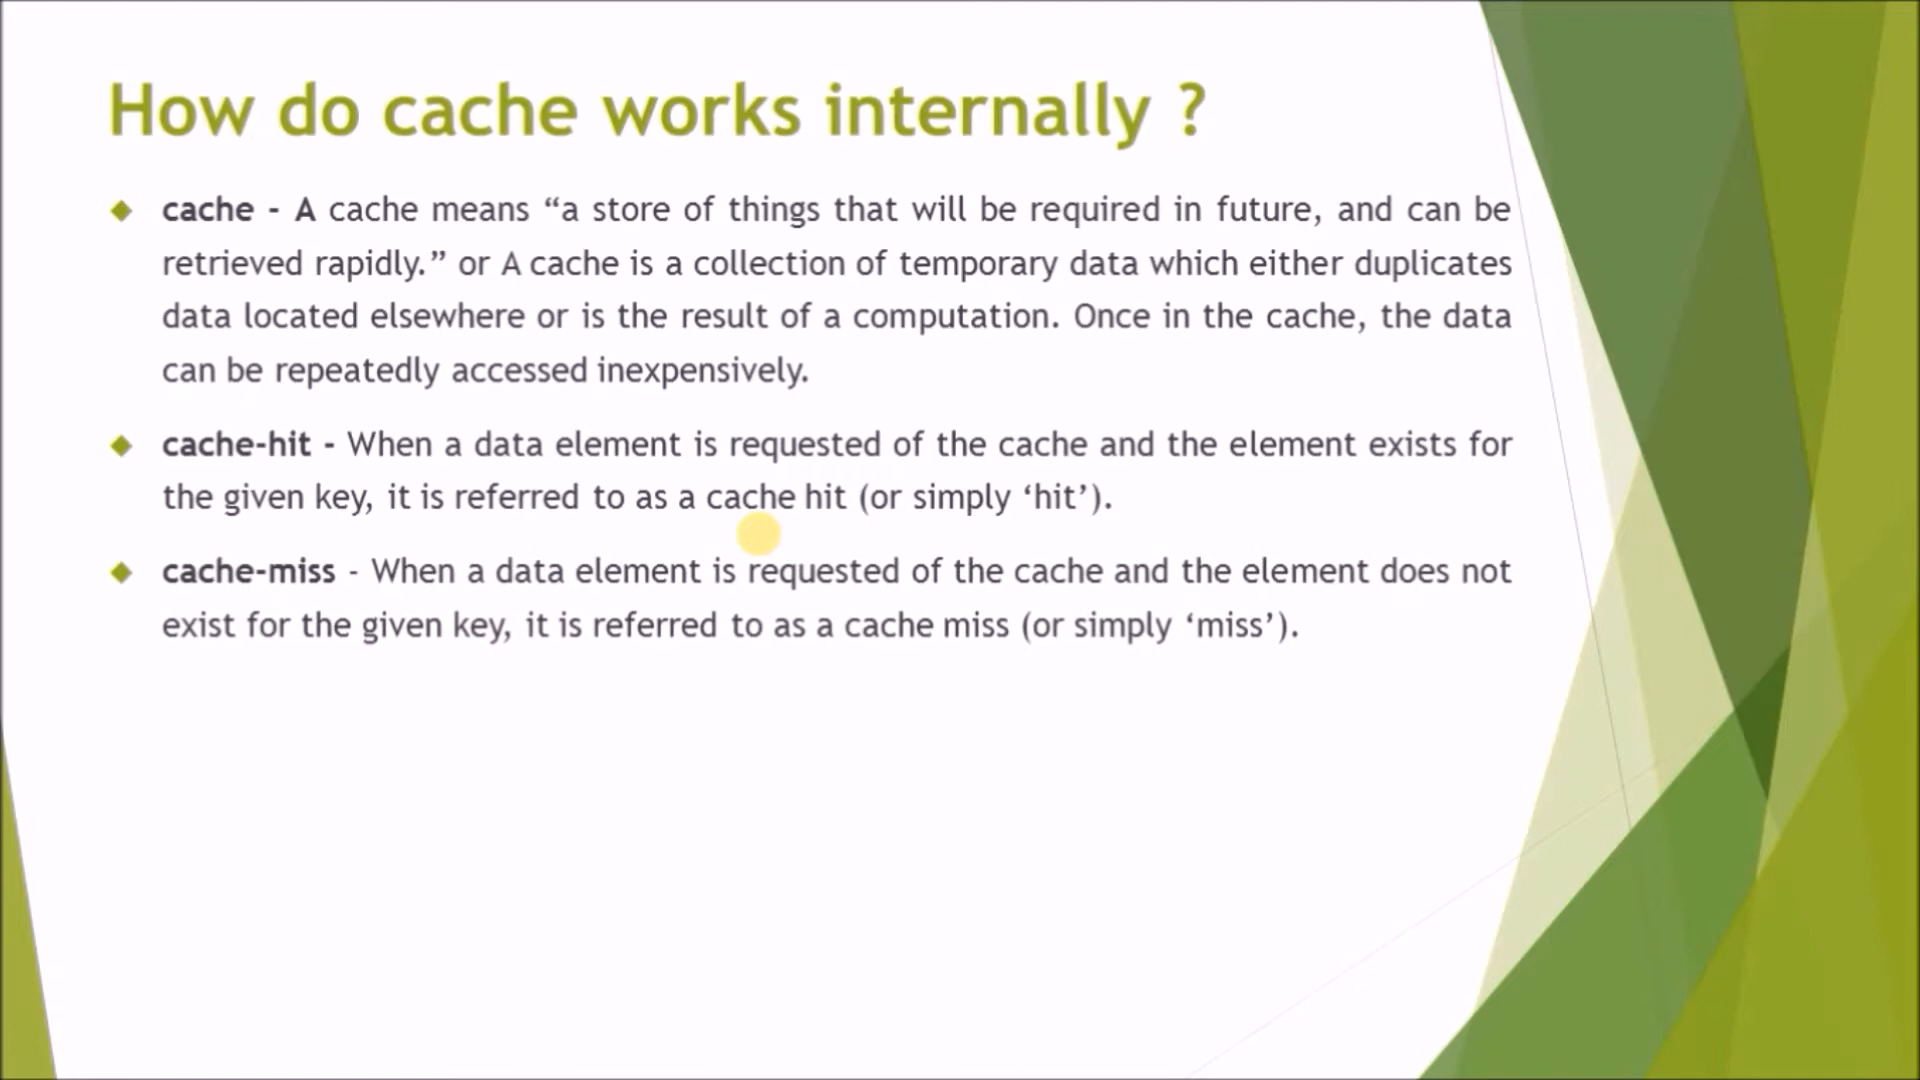 How do cache works internally ?
cache - A cache means “a store of things that will be required in future, and can be
retrieved rapidly.” or A cache is a collection of temporary data which either duplicates
data located elsewhere or is the result of a computation. Once in the cache, the data
can be repeatedly accessed inexpensively.
cache-hit - When a data element is requested of the cache and the element exists for
the given key, it is referred to as a cache hit (or simply ‘hit’).
cache-miss - When a data element is requested of the cache and the element does not
exist for the given key, it is referred to as a cache miss (or simply ‘miss’).